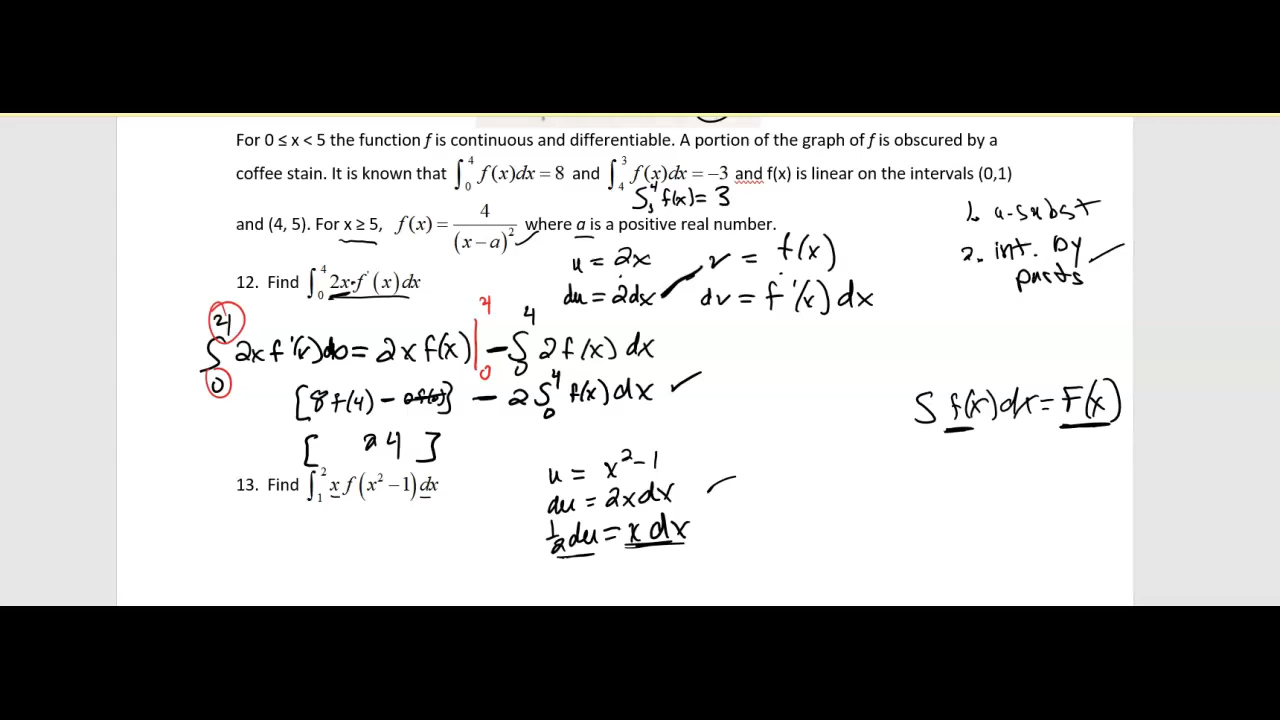 For 0 ≤ x < 5 the function f is continuous and differentiable. A portion of the graph of f is obscured by a
coffee stain. It is known that ∫₀⁴ f(x)dx = 8 and ∫₄³ f(x)dx = −3 and f(x) is linear on the intervals (0,1)
∫₃⁴ f(x) = 3
and (4, 5). For x ≥ 5, f(x) = 4/(x−a)² where a is a positive real number.
1. u-subst
2. int. by
parts
u = 2x v = f(x)
12. Find ∫₀⁴ 2x·f′(x)dx
du = 2dx dv = f'(x) dx
∫₀⁴ 2x f'(x)dx = 2x f(x) |₀⁴ − ∫₀⁴ 2f(x) dx
[8f(4) − 0f(0)] − 2∫₀⁴ f(x)dx
∫ f(x)dx = F(x)
[ 24 ]
13. Find ∫₁² x f(x² − 1)dx
u = x² − 1
du = 2x dx
½ du = x dx